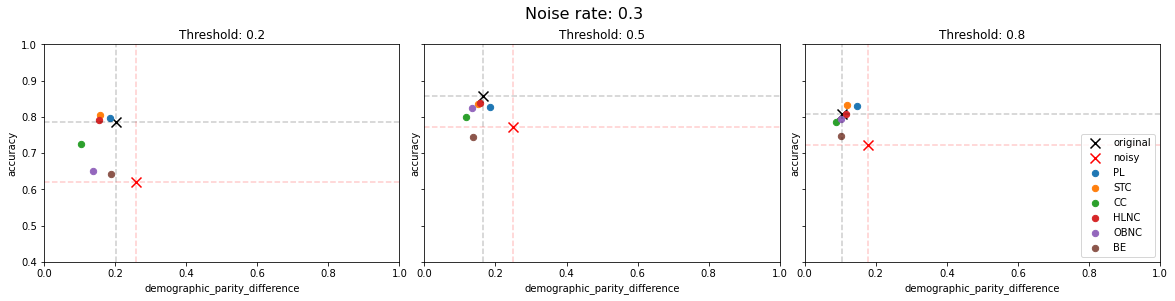 Noise rate: 0.3
Threshold: 0.2
1.0
0.9
0.8
0.7
0.6
0.5
0.4
accuracy
0.0 0.2 0.4 0.6 0.8 1.0
demographic_parity_difference
Threshold: 0.5
accuracy
0.0 0.2 0.4 0.6 0.8 1.0
demographic_parity_difference
Threshold: 0.8
accuracy
0.0 0.2 0.4 0.6 0.8 1.0
demographic_parity_difference
original
noisy
PL
STC
CC
HLNC
OBNC
BE